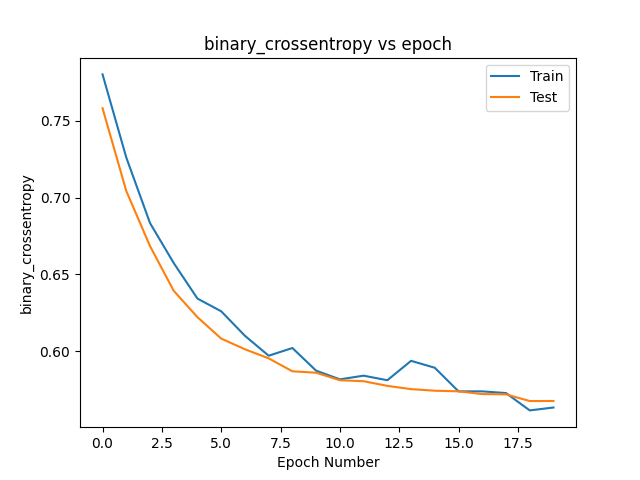 binary_crossentropy vs epoch
Train
Test
binary_crossentropy
0.75
0.70
0.65
0.60
0.0 2.5 5.0 7.5 10.0 12.5 15.0 17.5
Epoch Number